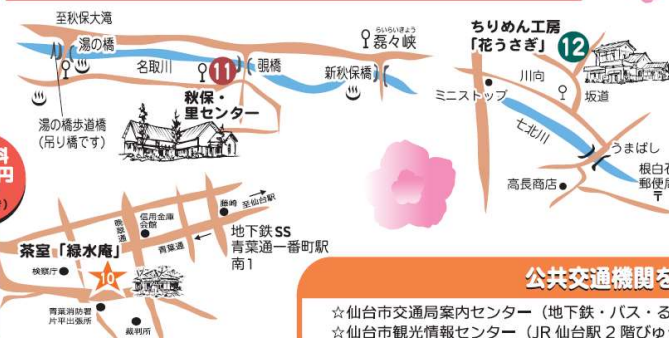 至秋保大滝
湯の橋
名取川
11
覗橋
らいらいきょう
磊々峡
新秋保橋
秋保・
里センター
湯の橋歩道橋
(吊り橋です)
料
円
ちりめん工房
「花うさぎ」
12
川向
ミニストップ
坂道
七北川
うまばし
高長商店
根白石
郵便局
〒
藤崎
至仙台駅
信用金庫
会館
晩翠通
青葉通
地下鉄SS
青葉通一番町駅
南1
茶室「緑水庵」
検察庁
10
青葉消防署
片平出張所
裁判所
公共交通機関を
☆仙台市交通局案内センター（地下鉄・バス・る
☆仙台市観光情報センター（JR仙台駅2階びゅ